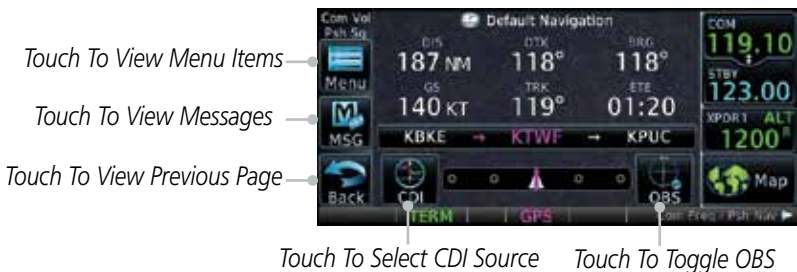 Com Vol
Psh Sq
Default Navigation
COM
119.10
STBY
123.00
XPDR1 ALT
1200 R
Map
Touch To View Menu Items
Menu
DIS
187 NM
DTK
118°
BRG
118°
GS
140 KT
TRK
119°
ETE
01:20
Touch To View Messages
MSG
KBKE → KTWF → KPUC
Touch To View Previous Page
Back
CDI
OBS
TERM
GPS
Com Freq / Psh Nav
Touch To Select CDI Source
Touch To Toggle OBS